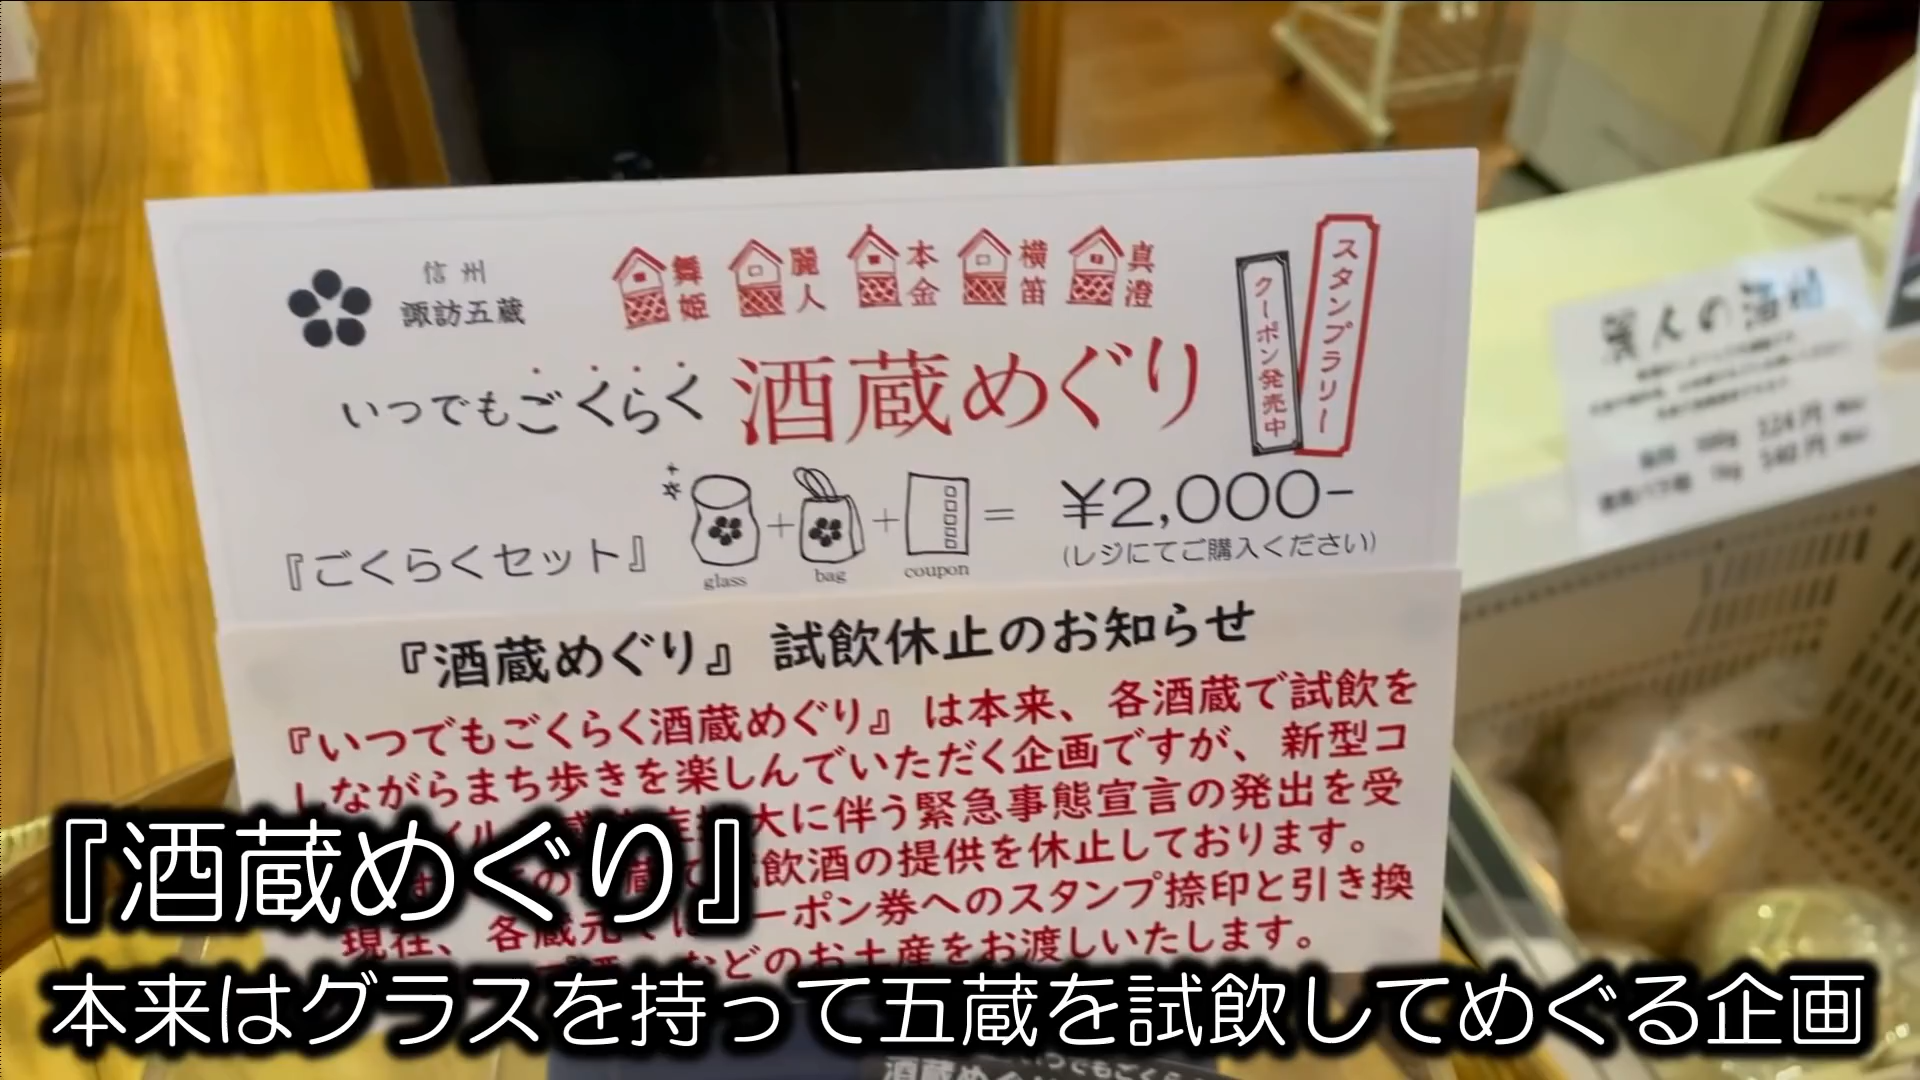 信州
諏訪五蔵
舞姫
麗人
本金
横笛
真澄
クーポン発売中
スタンプラリー
いつでもごくらく 酒蔵めぐり
『ごくらくセット』
glass + bag + coupon = ¥2,000-
(レジにてご購入ください)
『酒蔵めぐり』 試飲休止のお知らせ
『いつでもごくらく酒蔵めぐり』 は本来、各酒蔵で試飲を
しながらまち歩きを楽しんでいただく企画ですが、新型コ
大に伴う緊急事態宣言の発出を受
飲酒の提供を休止しております。
現在、各蔵元では ーポン券へのスタンプ捺印と引き換
などのお土産をお渡しいたします。
『酒蔵めぐり』
本来はグラスを持って五蔵を試飲してめぐる企画
124円